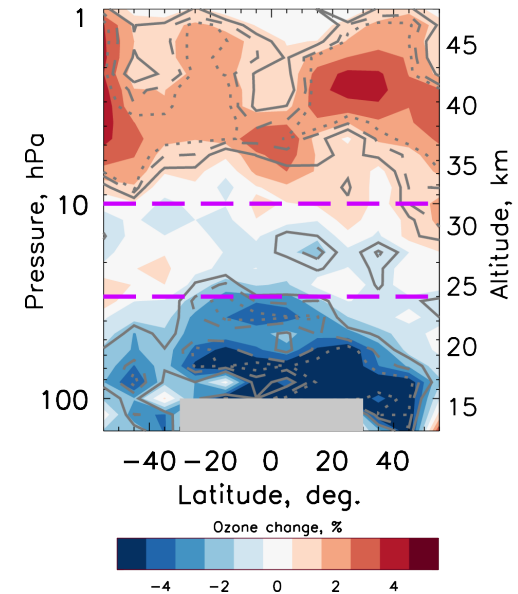 1
10
100
Pressure, hPa
45
40
35
30
25
20
15
Altitude, km
−40 −20 0 20 40
Latitude, deg.
Ozone change, %
−4 −2 0 2 4